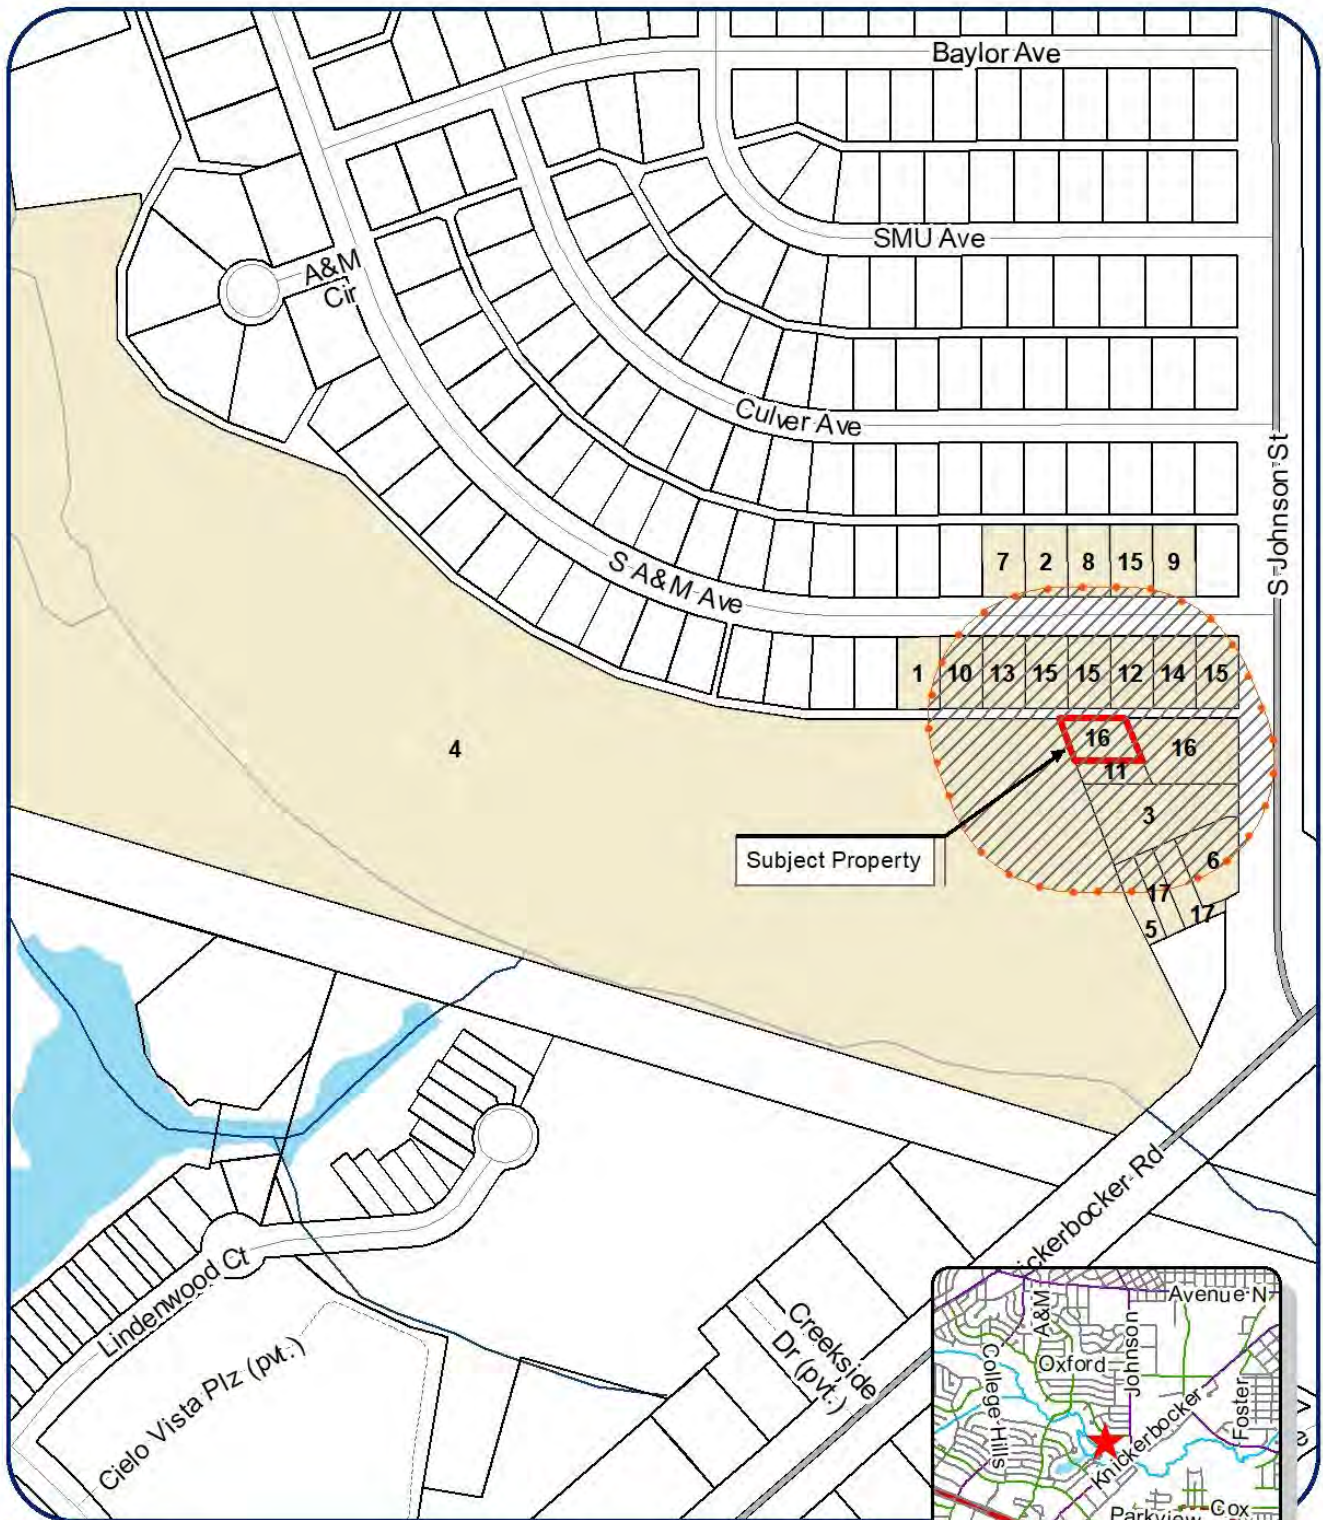 Baylor Ave
SMU Ave
A&M
Cir
Culver Ave
S Johnson St
7 2 8 15 9
S A&M Ave
1 10 13 15 15 12 14 15
4
16
16
11
3
Subject Property
6
17
17
5
Knickerbocker Rd
Lindenwood Ct
Cielo Vista Plz (pvt.)
Creekside
Dr (pvt.)
Avenue N
A&M
Johnson
Oxford
College Hills
Foster
Knickerbocker
Parkview
Cox